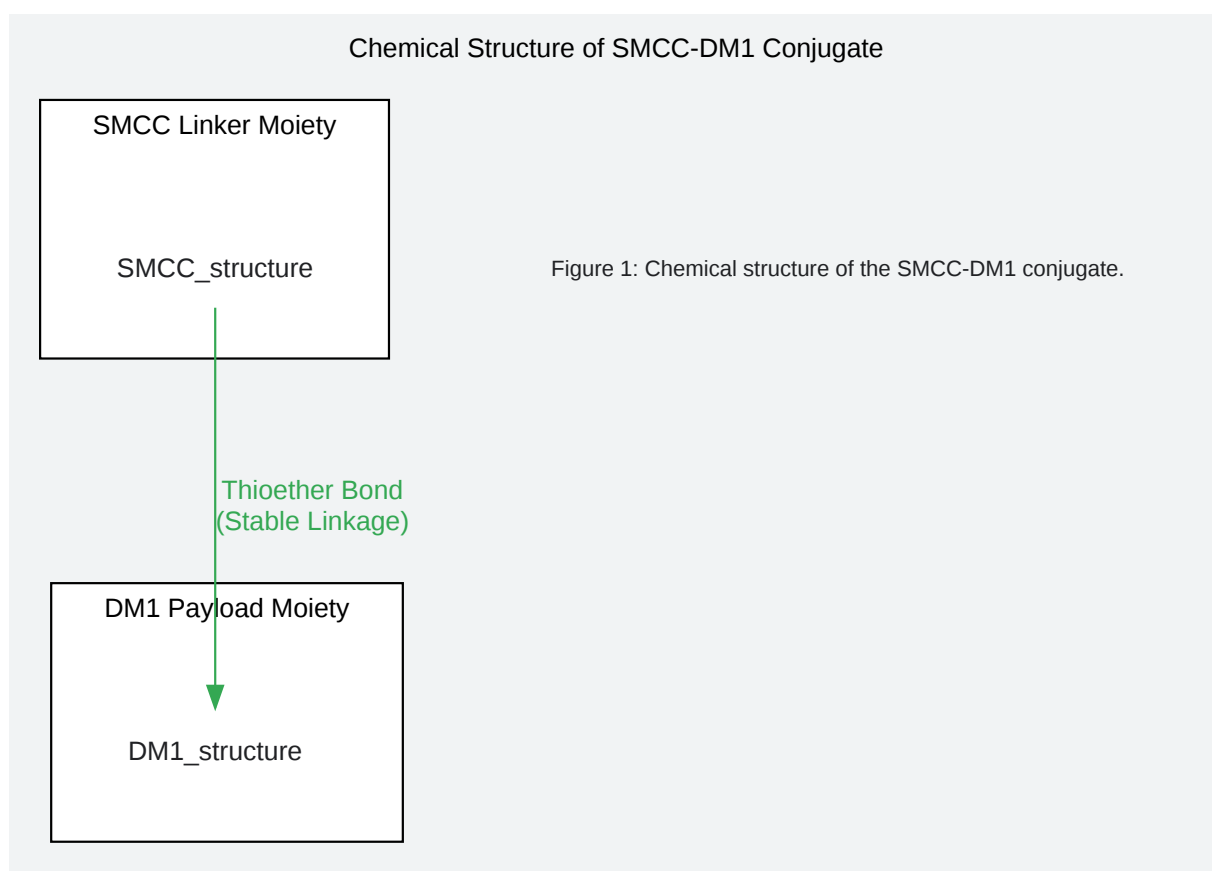 Chemical Structure of SMCC-DM1 Conjugate
SMCC Linker Moiety
SMCC_structure
Figure 1: Chemical structure of the SMCC-DM1 conjugate.
Thioether Bond
(Stable Linkage)
DM1 Payload Moiety
DM1_structure